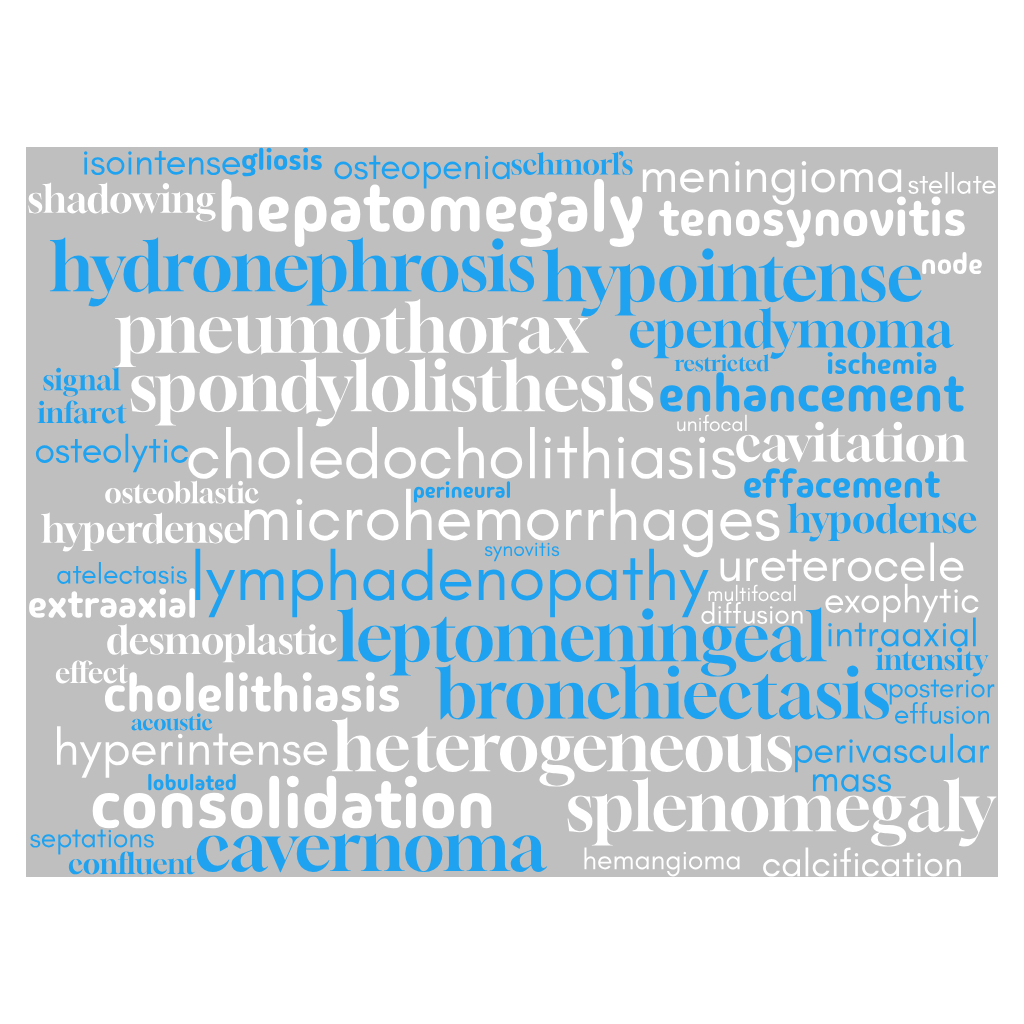 isointense gliosis osteopenia schmorl's meningioma stellate
shadowing hepatomegaly tenosynovitis
hydronephrosis hypointense node
pneumothorax ependymoma
restricted ischemia
signal spondylolisthesis enhancement
infarct unifocal
osteolytic choledocholithiasis cavitation
osteoblastic perineural effacement
hyperdense microhemorrhages hypodense
synovitis
atelectasis lymphadenopathy ureterocele
extraaxial multifocal exophytic
diffusion
desmoplastic leptomeningeal intraaxial
effect intensity
cholelithiasis bronchiectasis posterior
acoustic effusion
hyperintense heterogeneous perivascular
lobulated mass
consolidation splenomegaly
septations cavernoma
confluent hemangioma calcification